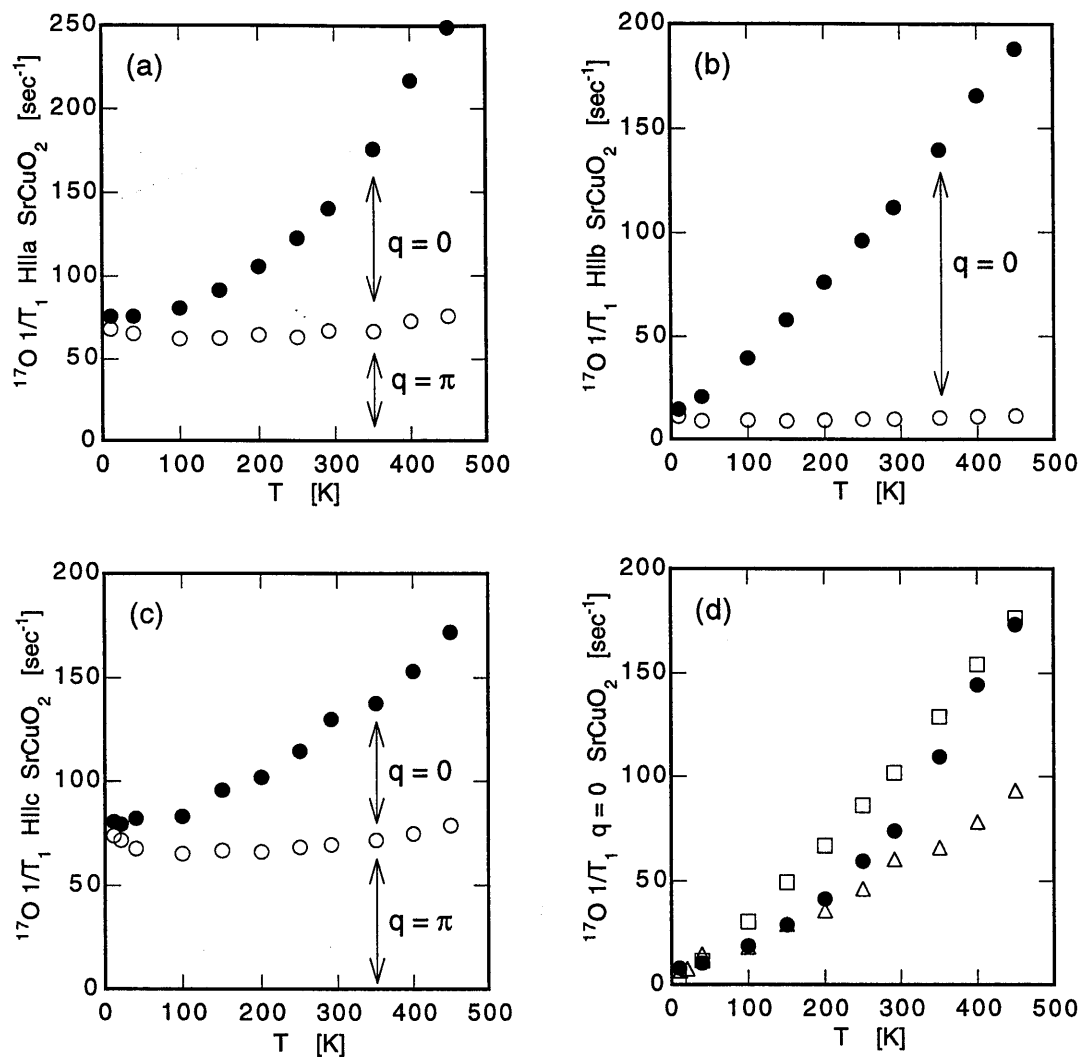 (a)
¹⁷O 1/T₁ HIIa SrCuO₂ [sec⁻¹]
250
200
150
100
50
0
q = 0
q = π
0 100 200 300 400 500
T [K]
(b)
¹⁷O 1/T₁ HIIb SrCuO₂ [sec⁻¹]
200
150
100
50
0
q = 0
0 100 200 300 400 500
T [K]
(c)
¹⁷O 1/T₁ HIIc SrCuO₂ [sec⁻¹]
200
150
100
50
0
q = 0
q = π
0 100 200 300 400 500
T [K]
(d)
¹⁷O 1/T₁ q = 0 SrCuO₂ [sec⁻¹]
200
150
100
50
0
0 100 200 300 400 500
T [K]